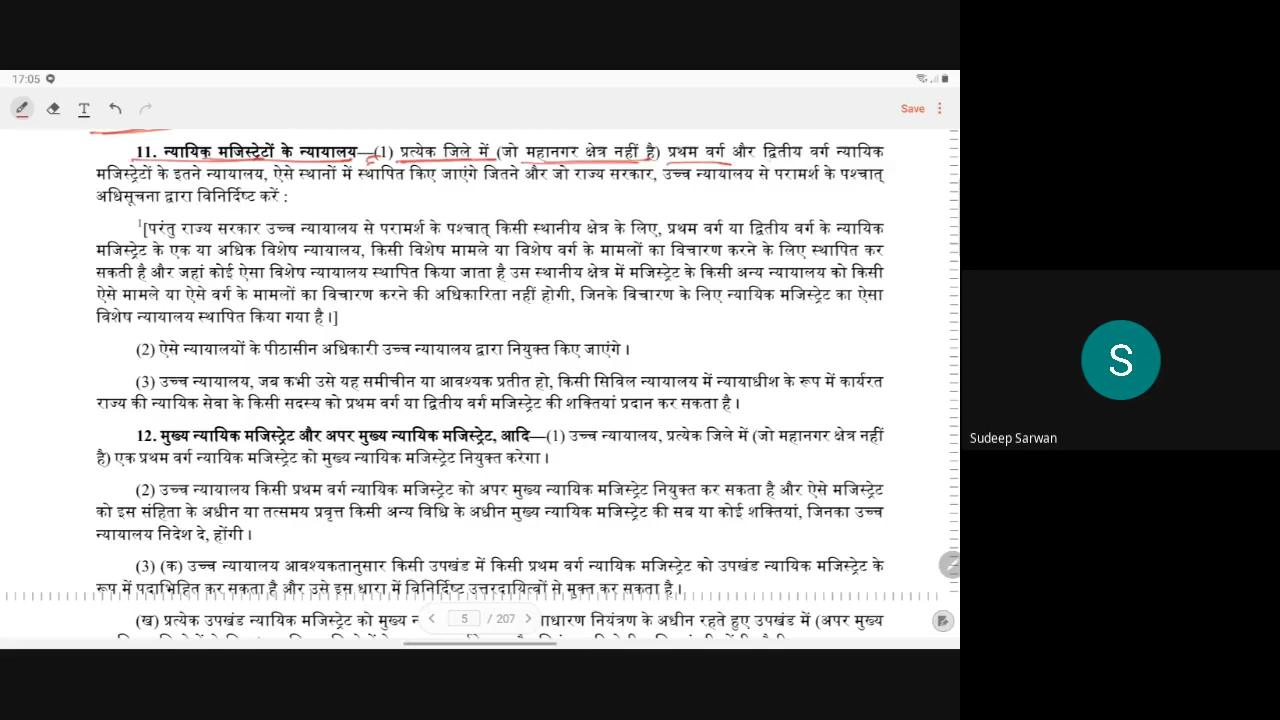 17:05
Save
11. न्यायिक मजिस्ट्रेटों के न्यायालय—(1) प्रत्येक जिले में (जो महानगर क्षेत्र नहीं है) प्रथम वर्ग और द्वितीय वर्ग न्यायिक
मजिस्ट्रेटों के इतने न्यायालय, ऐसे स्थानों में स्थापित किए जाएंगे जितने और जो राज्य सरकार, उच्च न्यायालय से परामर्श के पश्चात्
अधिसूचना द्वारा विनिर्दिष्ट करें :
1[परंतु राज्य सरकार उच्च न्यायालय से परामर्श के पश्चात् किसी स्थानीय क्षेत्र के लिए, प्रथम वर्ग या द्वितीय वर्ग के न्यायिक
मजिस्ट्रेट के एक या अधिक विशेष न्यायालय, किसी विशेष मामले या विशेष वर्ग के मामलों का विचारण करने के लिए स्थापित कर
सकती है और जहां कोई ऐसा विशेष न्यायालय स्थापित किया जाता है उस स्थानीय क्षेत्र में मजिस्ट्रेट के किसी अन्य न्यायालय को किसी
ऐसे मामले या ऐसे वर्ग के मामलों का विचारण करने की अधिकारिता नहीं होगी, जिनके विचारण के लिए न्यायिक मजिस्ट्रेट का ऐसा
विशेष न्यायालय स्थापित किया गया है।]
(2) ऐसे न्यायालयों के पीठासीन अधिकारी उच्च न्यायालय द्वारा नियुक्त किए जाएंगे।
(3) उच्च न्यायालय, जब कभी उसे यह समीचीन या आवश्यक प्रतीत हो, किसी सिविल न्यायालय में न्यायाधीश के रूप में कार्यरत
राज्य की न्यायिक सेवा के किसी सदस्य को प्रथम वर्ग या द्वितीय वर्ग मजिस्ट्रेट की शक्तियां प्रदान कर सकता है।
12. मुख्य न्यायिक मजिस्ट्रेट और अपर मुख्य न्यायिक मजिस्ट्रेट, आदि—(1) उच्च न्यायालय, प्रत्येक जिले में (जो महानगर क्षेत्र नहीं
है) एक प्रथम वर्ग न्यायिक मजिस्ट्रेट को मुख्य न्यायिक मजिस्ट्रेट नियुक्त करेगा।
(2) उच्च न्यायालय किसी प्रथम वर्ग न्यायिक मजिस्ट्रेट को अपर मुख्य न्यायिक मजिस्ट्रेट नियुक्त कर सकता है और ऐसे मजिस्ट्रेट
को इस संहिता के अधीन या तत्समय प्रवृत्त किसी अन्य विधि के अधीन मुख्य न्यायिक मजिस्ट्रेट की सब या कोई शक्तियां, जिनका उच्च
न्यायालय निदेश दे, होंगी।
(3) (क) उच्च न्यायालय आवश्यकतानुसार किसी उपखंड में किसी प्रथम वर्ग न्यायिक मजिस्ट्रेट को उपखंड न्यायिक मजिस्ट्रेट के
रूप में पदाभिहित कर सकता है और उसे इस धारा में विनिर्दिष्ट उत्तरदायित्वों से मुक्त कर सकता है।
(ख) प्रत्येक उपखंड न्यायिक मजिस्ट्रेट को मुख्य साधारण नियंत्रण के अधीन रहते हुए उपखंड में (अपर मुख्य
5 / 207
S
Sudeep Sarwan